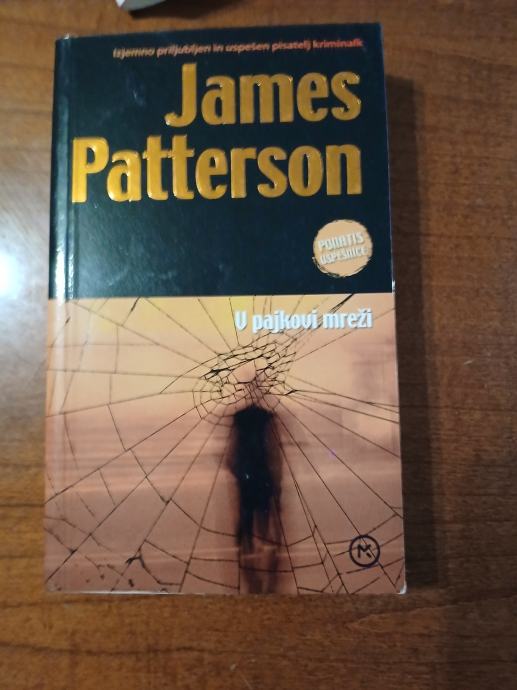 Izjemno priljubljen in uspešen pisatelj kriminalk
James
Patterson
PONATIS
USPEŠNICE
V pajkovi mreži
M